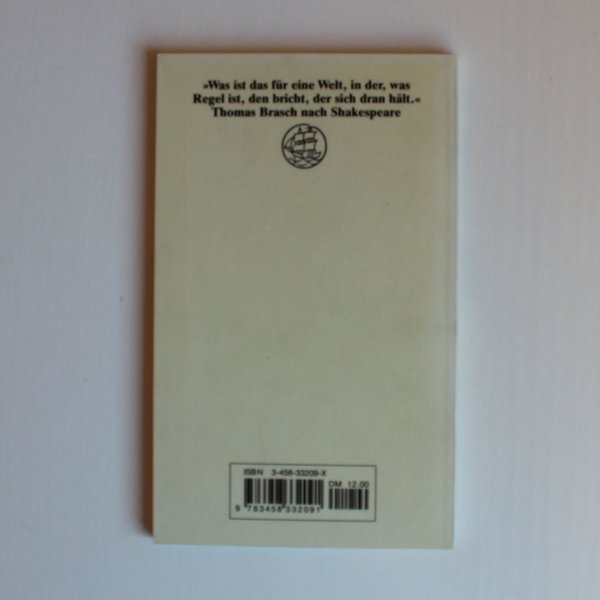 »Was ist das für eine Welt, in der, was
Regel ist, den bricht, der sich dran hält.«
Thomas Brasch nach Shakespeare
ISBN 3-458-33209-X
DM 12.00
9 783458 332091